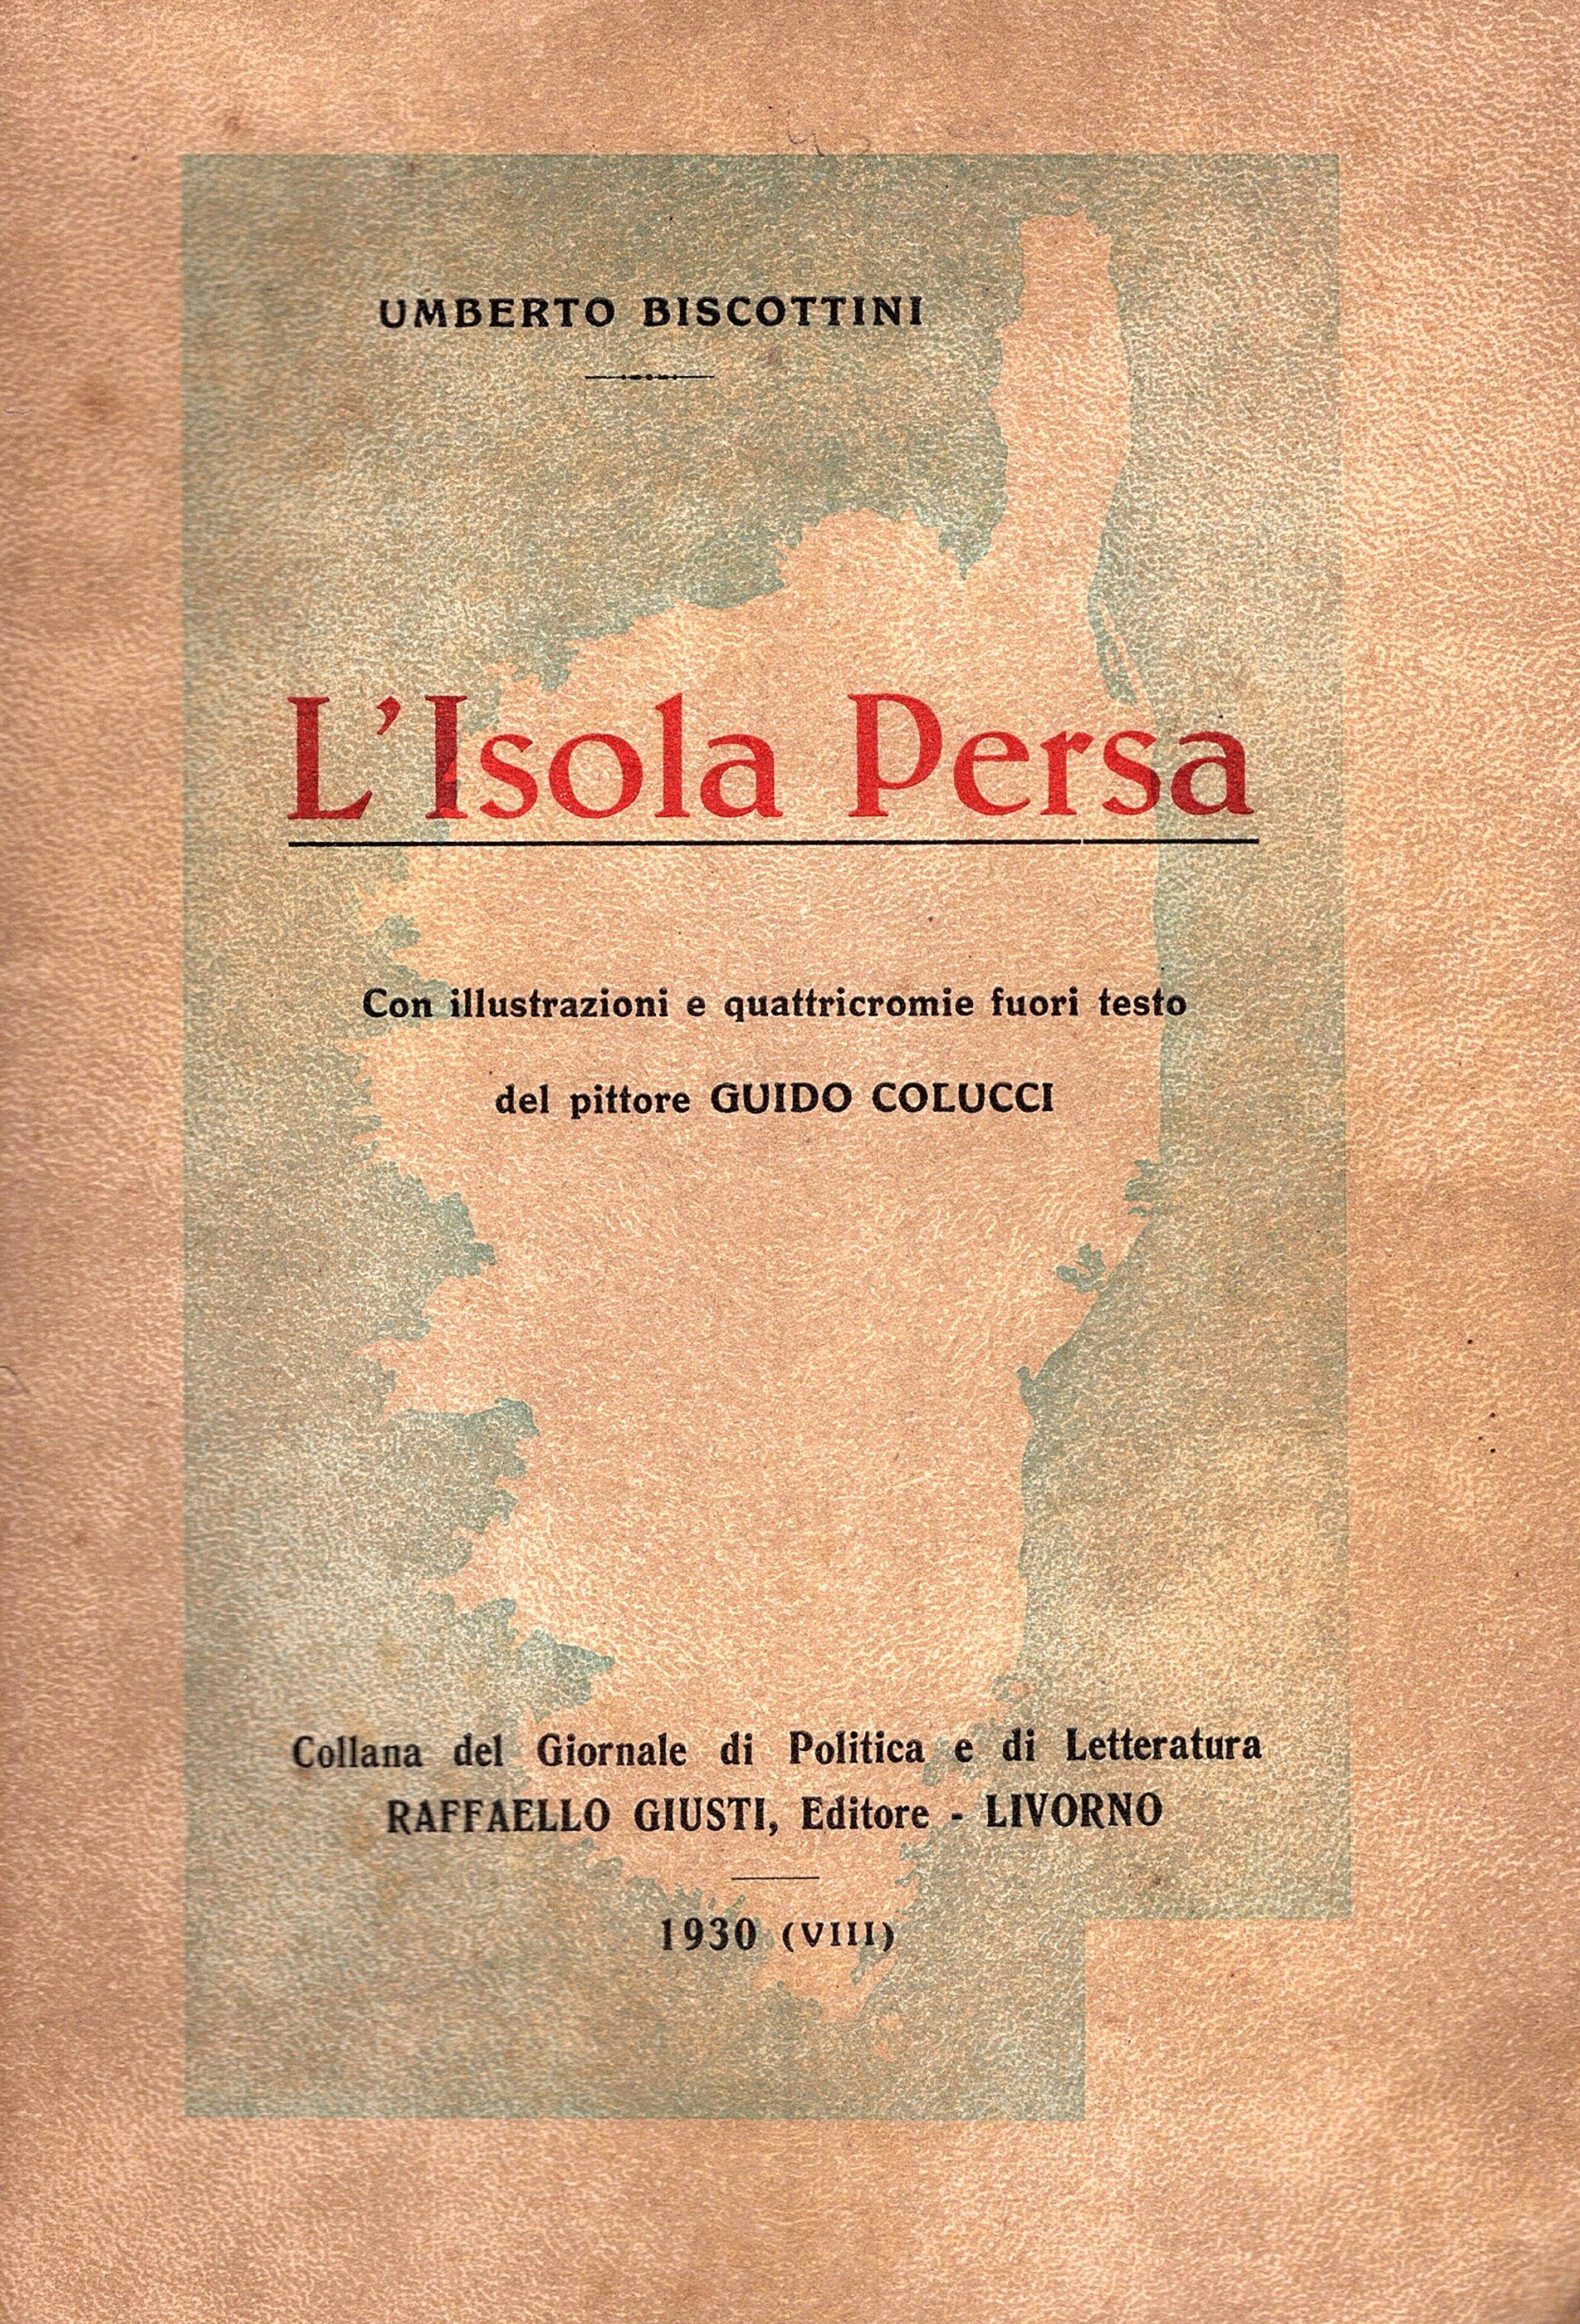 UMBERTO BISCOTTINI
L'Isola Persa
Con illustrazioni e quattricromie fuori testo
del pittore GUIDO COLUCCI
Collana del Giornale di Politica e di Letteratura
RAFFAELLO GIUSTI, Editore - LIVORNO
1930 (VIII)